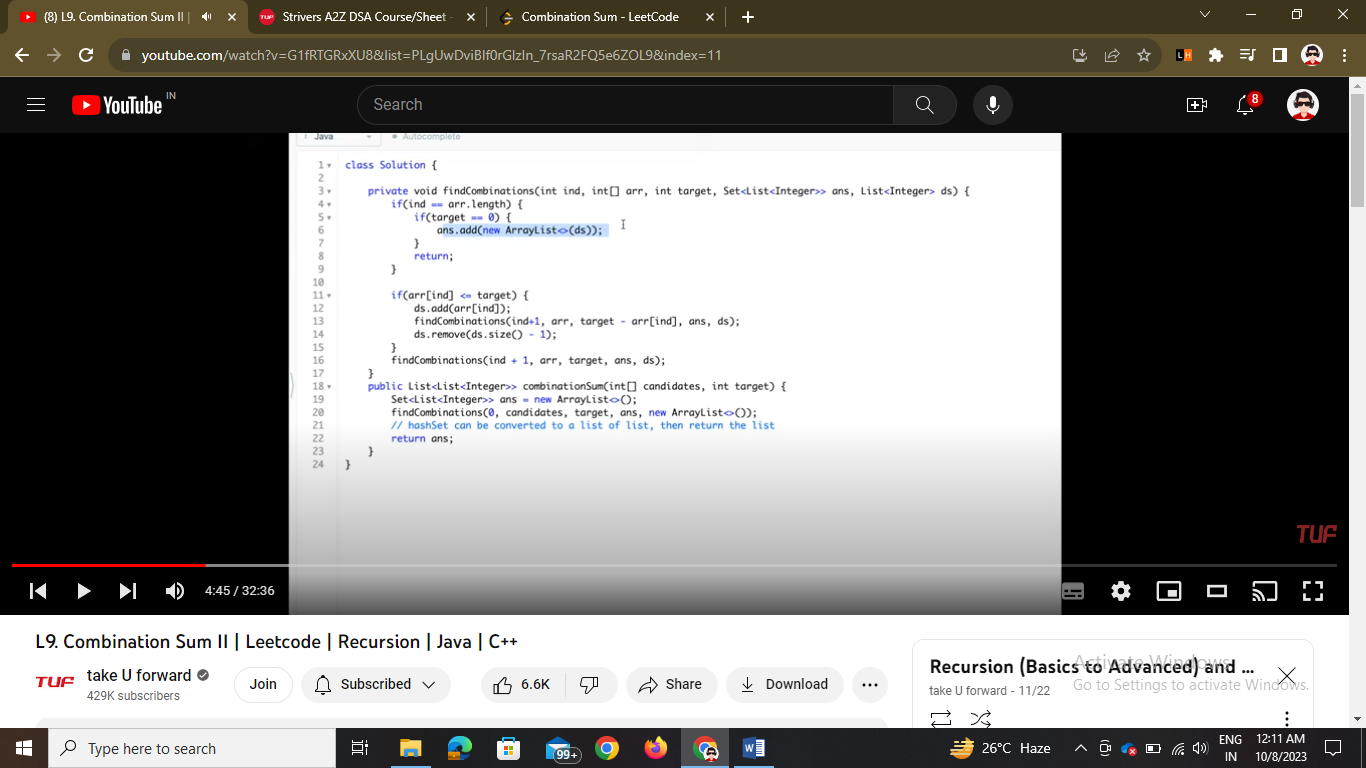 (8) L9. Combination Sum II |
Strivers A2Z DSA Course/Sheet -
Combination Sum - LeetCode
youtube.com/watch?v=G1fRTGRxXU8&list=PLgUwDviBIf0rGlzIn_7rsaR2FQ5e6ZOL9&index=11
YouTube IN
Search
8
Java
Autocomplete
1 class Solution {
2
3 private void findCombinations(int ind, int[] arr, int target, Set<List<Integer>> ans, List<Integer> ds) {
4 if(ind == arr.length) {
5 if(target == 0) {
6 ans.add(new ArrayList<>(ds));
7 }
8 return;
9 }
10
11 if(arr[ind] <= target) {
12 ds.add(arr[ind]);
13 findCombinations(ind+1, arr, target - arr[ind], ans, ds);
14 ds.remove(ds.size() - 1);
15 }
16 findCombinations(ind + 1, arr, target, ans, ds);
17 }
18 public List<List<Integer>> combinationSum(int[] candidates, int target) {
19 Set<List<Integer>> ans = new ArrayList<>();
20 findCombinations(0, candidates, target, ans, new ArrayList<>());
21 // hashSet can be converted to a list of list, then return the list
22 return ans;
23 }
24 }
TUF
4:45 / 32:36
L9. Combination Sum II | Leetcode | Recursion | Java | C++
TUF
take U forward
429K subscribers
Join
Subscribed
6.6K
Share
Download
Recursion (Basics to Advanced) and ...
take U forward - 11/22
Activate Windows
Go to Settings to activate Windows.
Type here to search
99+
26°C Haze
ENG
IN
12:11 AM
10/8/2023